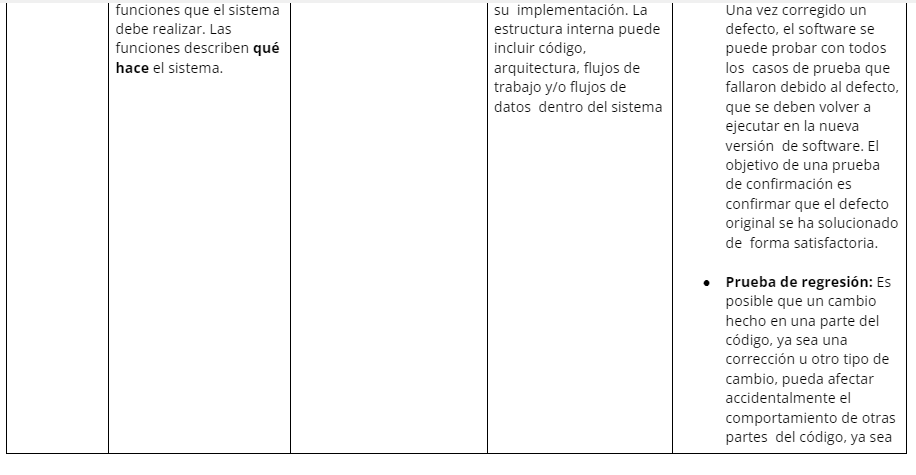 funciones que el sistema
debe realizar. Las
funciones describen qué
hace el sistema.
su  implementación. La
estructura interna puede
incluir código,
arquitectura, flujos de
trabajo y/o flujos de
datos  dentro del sistema
Una vez corregido un
defecto, el software se
puede probar con todos
los  casos de prueba que
fallaron debido al defecto,
que se deben volver a
ejecutar en la nueva
versión  de software. El
objetivo de una prueba
de confirmación es
confirmar que el defecto
original se ha solucionado
de  forma satisfactoria.
● Prueba de regresión: Es
posible que un cambio
hecho en una parte del
código, ya sea una
corrección u otro tipo de
cambio, pueda afectar
accidentalmente el
comportamiento de otras
partes  del código, ya sea